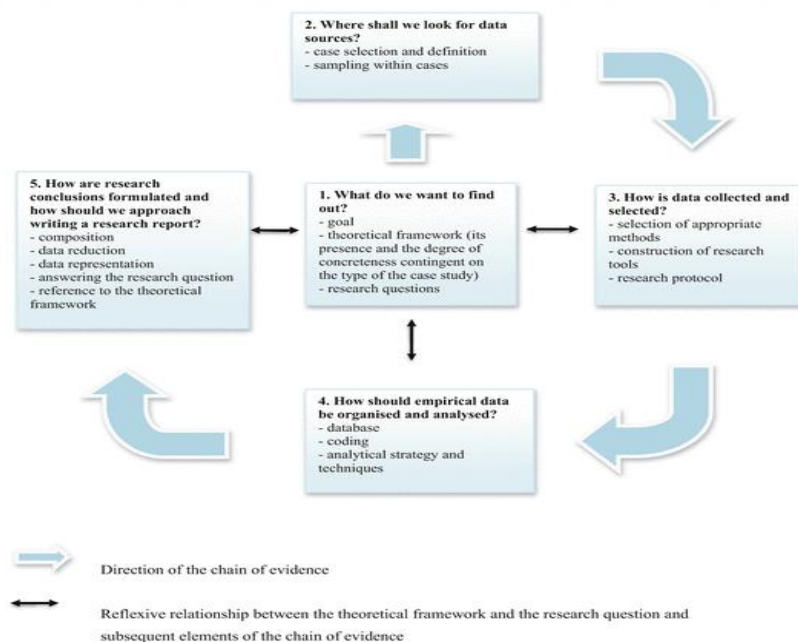 2. Where shall we look for data
sources?
- case selection and definition
- sampling within cases
5. How are research
conclusions formulated and
how should we approach
writing a research report?
- composition
- data reduction
- data representation
- answering the research question
- reference to the theoretical
framework
1. What do we want to find
out?
- goal
- theoretical framework (its
presence and the degree of
concreteness contingent on
the type of the case study)
- research questions
3. How is data collected and
selected?
- selection of appropriate
methods
- construction of research
tools
- research protocol
4. How should empirical data
be organised and analysed?
- database
- coding
- analytical strategy and
techniques
Direction of the chain of evidence
Reflexive relationship between the theoretical framework and the research question and
subsequent elements of the chain of evidence